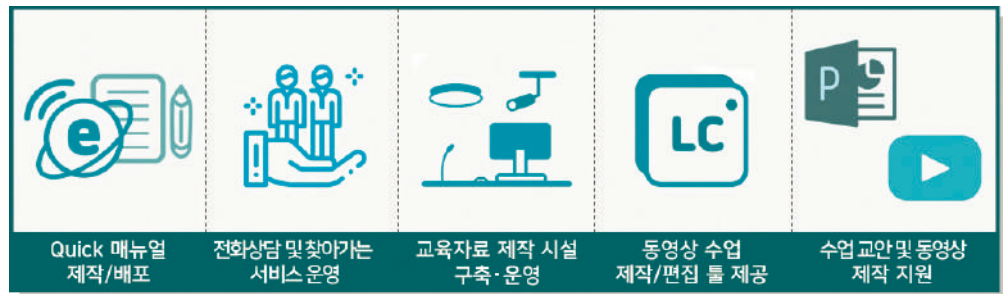 e
LC
P
Quick 매뉴얼
제작/배포
전화상담 및 찾아가는
서비스 운영
교육자료 제작 시설
구축·운영
동영상 수업
제작/편집 툴 제공
수업 교안 및 동영상
제작 지원